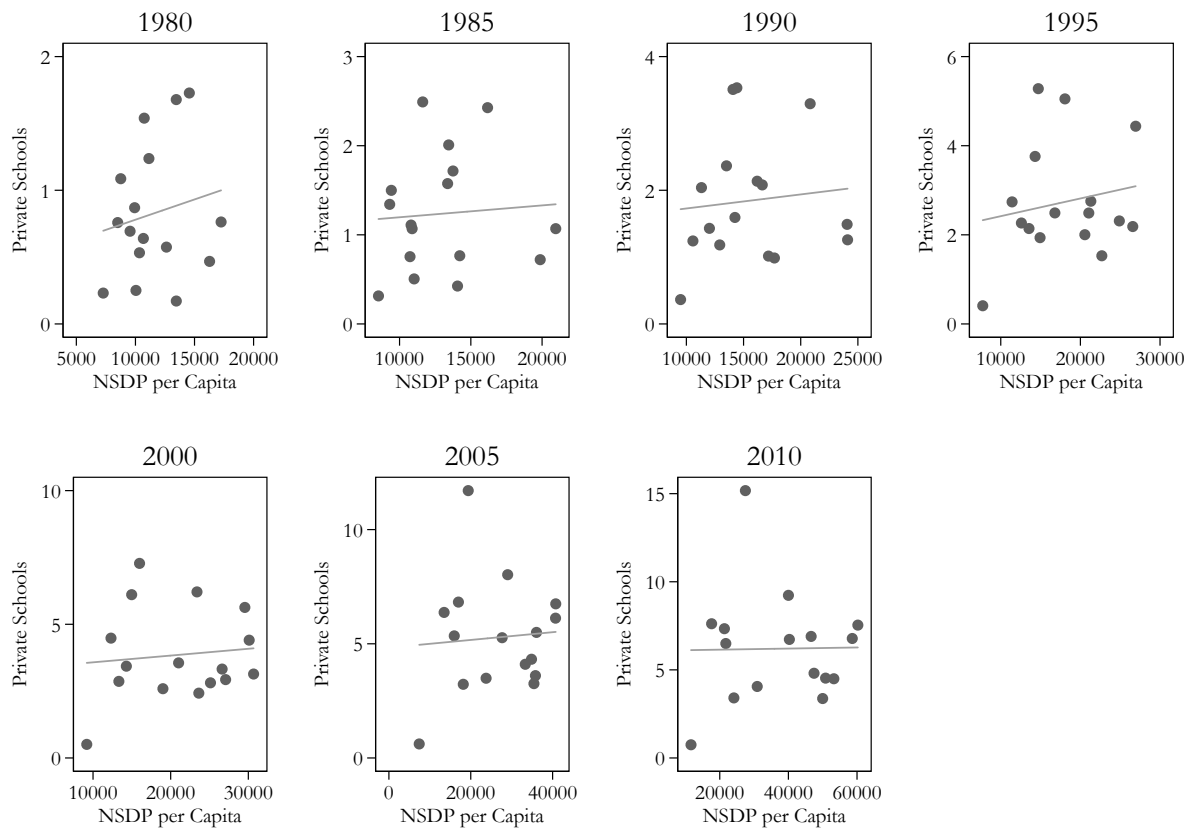 1980
1985
1990
1995
Private Schools
2
1
0
5000 10000 15000 20000
NSDP per Capita
Private Schools
3
2
1
0
10000 15000 20000
NSDP per Capita
Private Schools
4
2
0
10000 15000 20000 25000
NSDP per Capita
Private Schools
6
4
2
0
10000 20000 30000
NSDP per Capita
2000
2005
2010
Private Schools
10
5
0
10000 20000 30000
NSDP per Capita
Private Schools
10
5
0
0 20000 40000
NSDP per Capita
Private Schools
15
10
5
0
20000 40000 60000
NSDP per Capita